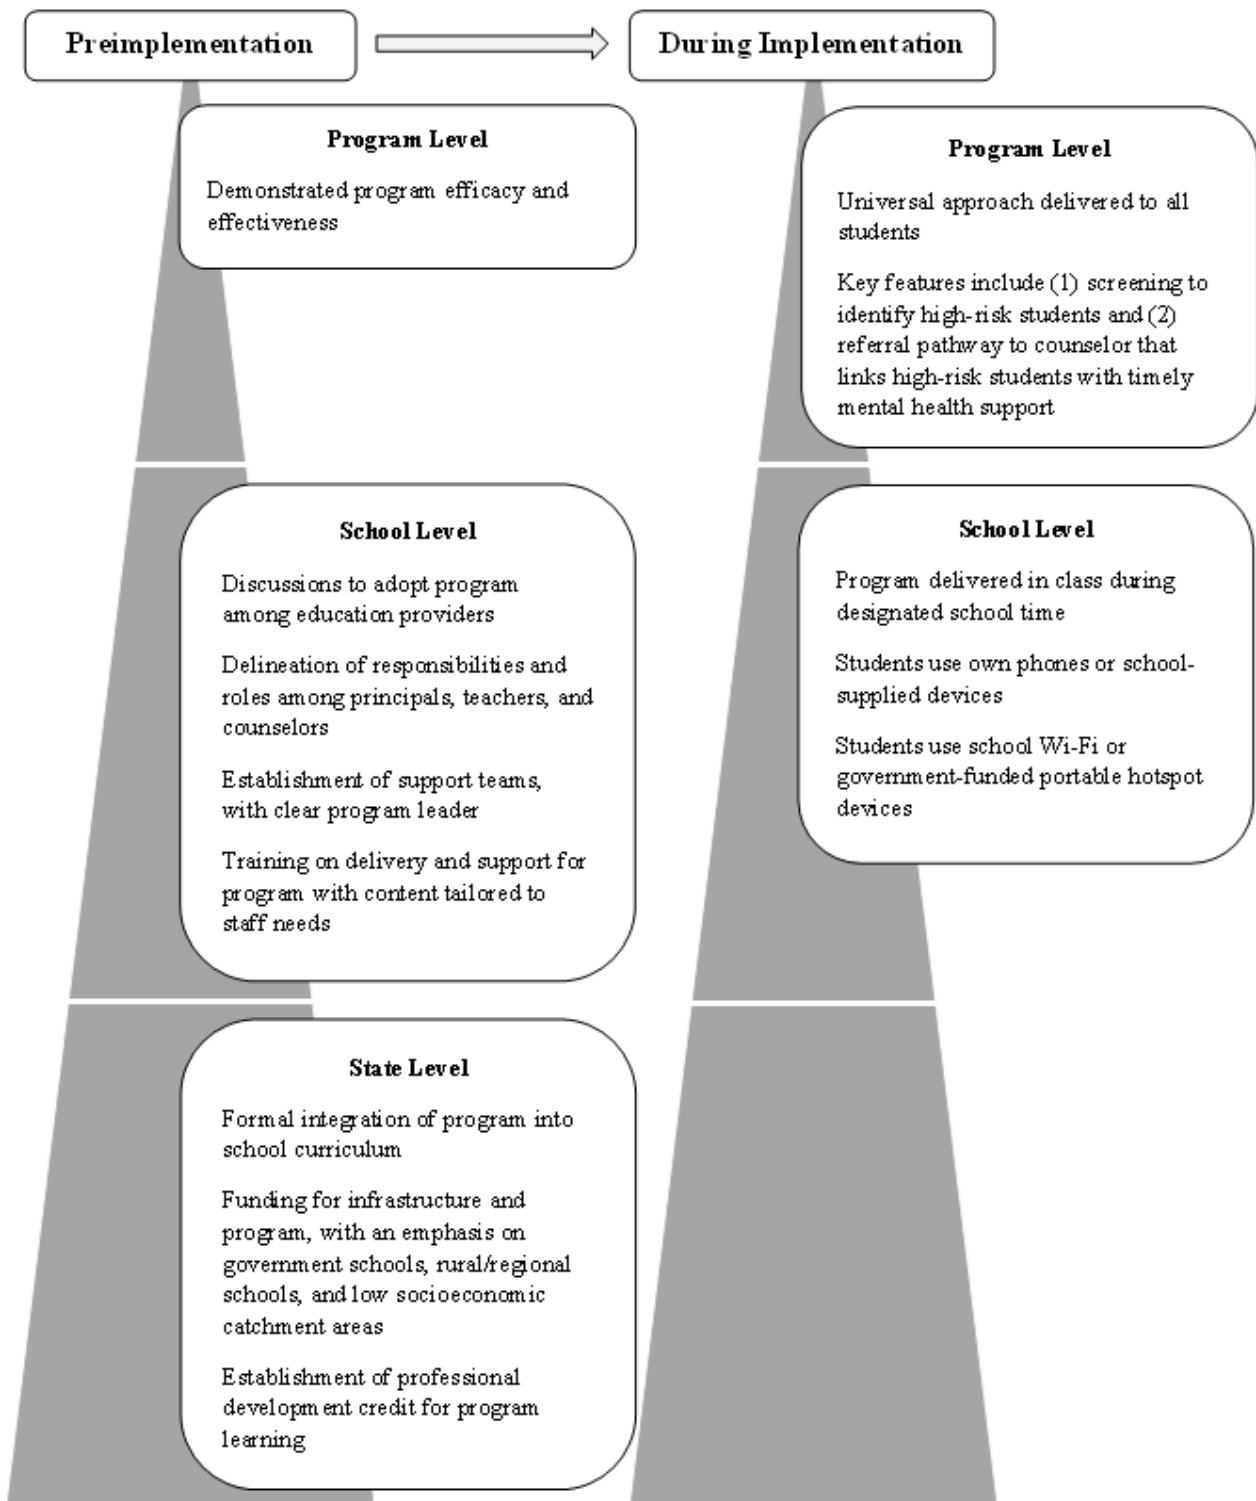 Preimplementation
During Implementation
Program Level
Demonstrated program efficacy and
effectiveness
School Level
Discussions to adopt program
among education providers
Delineation of responsibilities and
roles among principals, teachers, and
counselors
Establishment of support teams,
with clear program leader
Training on delivery and support for
program with content tailored to
staff needs
State Level
Formal integration of program into
school curriculum
Funding for infrastructure and
program, with an emphasis on
government schools, rural/regional
schools, and low socioeconomic
catchment areas
Establishment of professional
development credit for program
learning
Program Level
Universal approach delivered to all
students
Key features include (1) screening to
identify high-risk students and (2)
referral pathway to counselor that
links high-risk students with timely
mental health support
School Level
Program delivered in class during
designated school time
Students use own phones or school-
supplied devices
Students use school Wi-Fi or
government-funded portable hotspot
devices